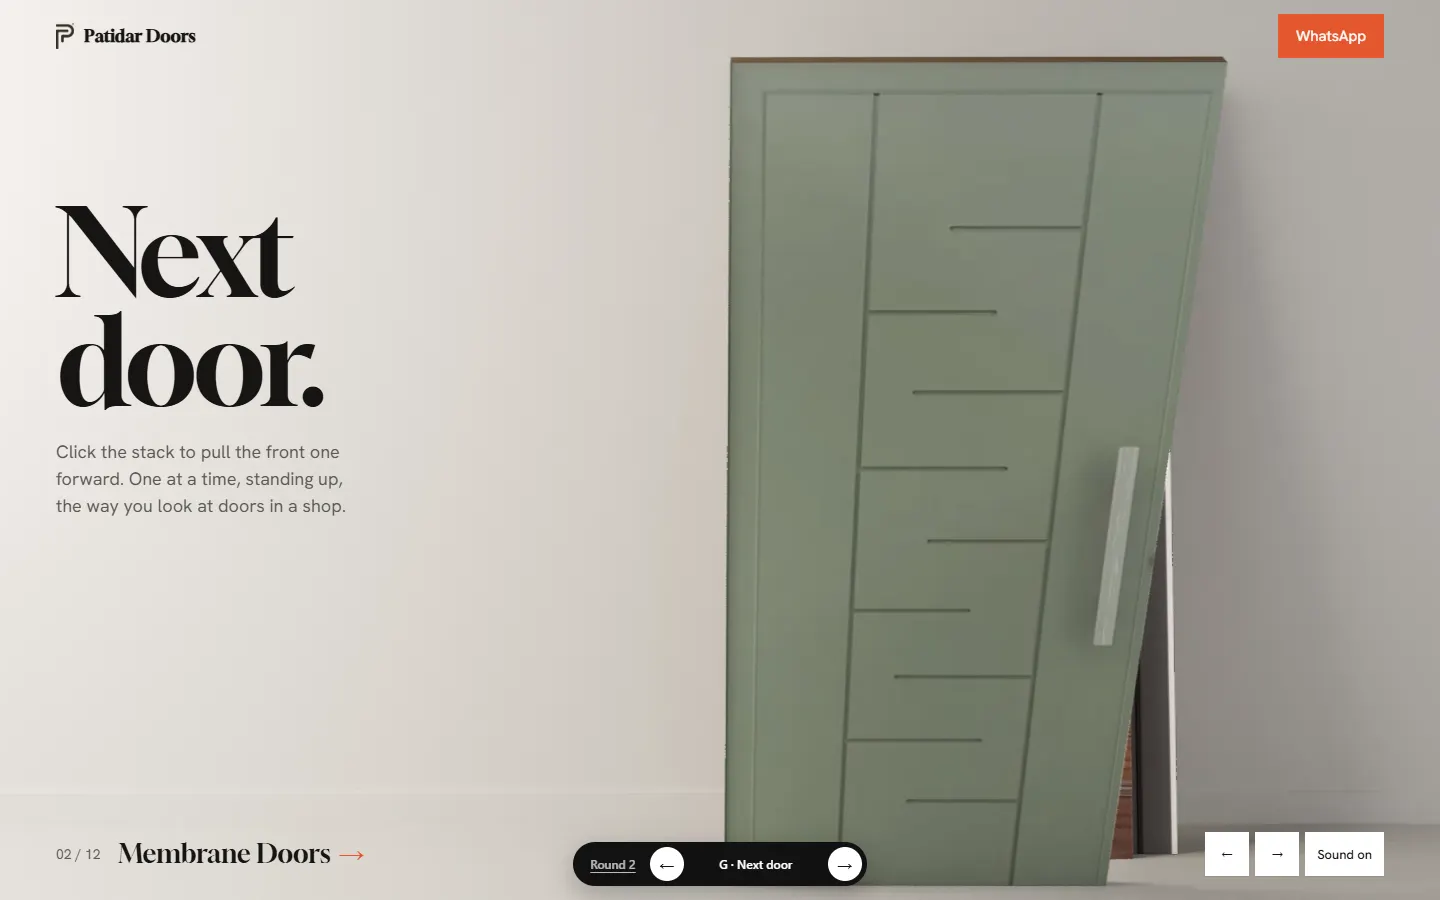 Patidar Doors
WhatsApp
Next
door.
Click the stack to pull the front one
forward. One at a time, standing up,
the way you look at doors in a shop.
02 / 12 Membrane Doors →
Round 2 ← G · Next door →
← → Sound on